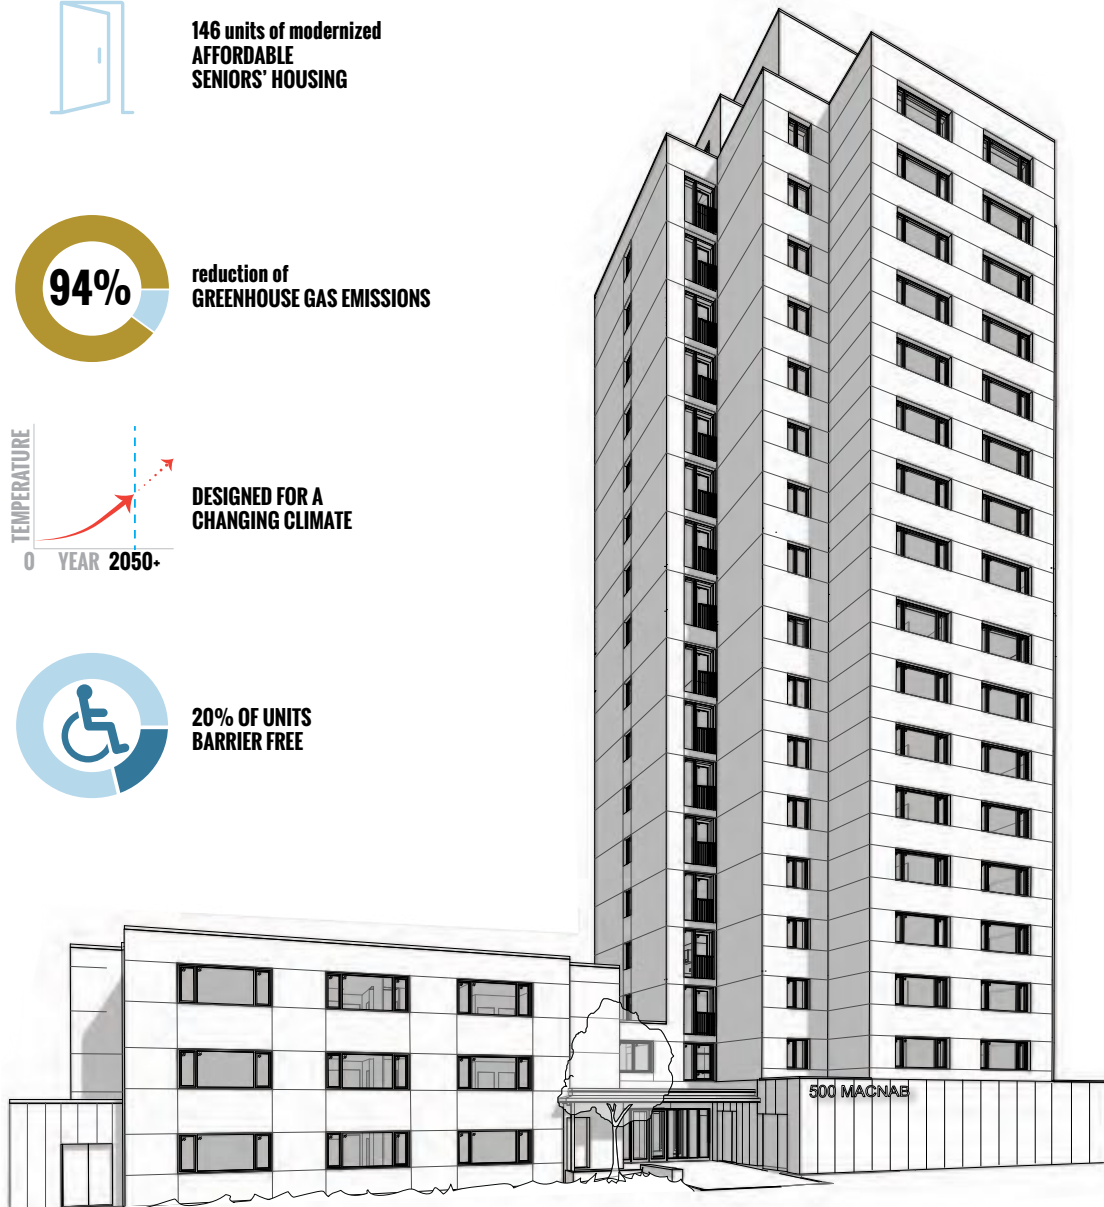 146 units of modernized
AFFORDABLE
SENIORS’ HOUSING
94%
reduction of
GREENHOUSE GAS EMISSIONS
TEMPERATURE
0 YEAR 2050+
DESIGNED FOR A
CHANGING CLIMATE
20% OF UNITS
BARRIER FREE
500 MACNAB